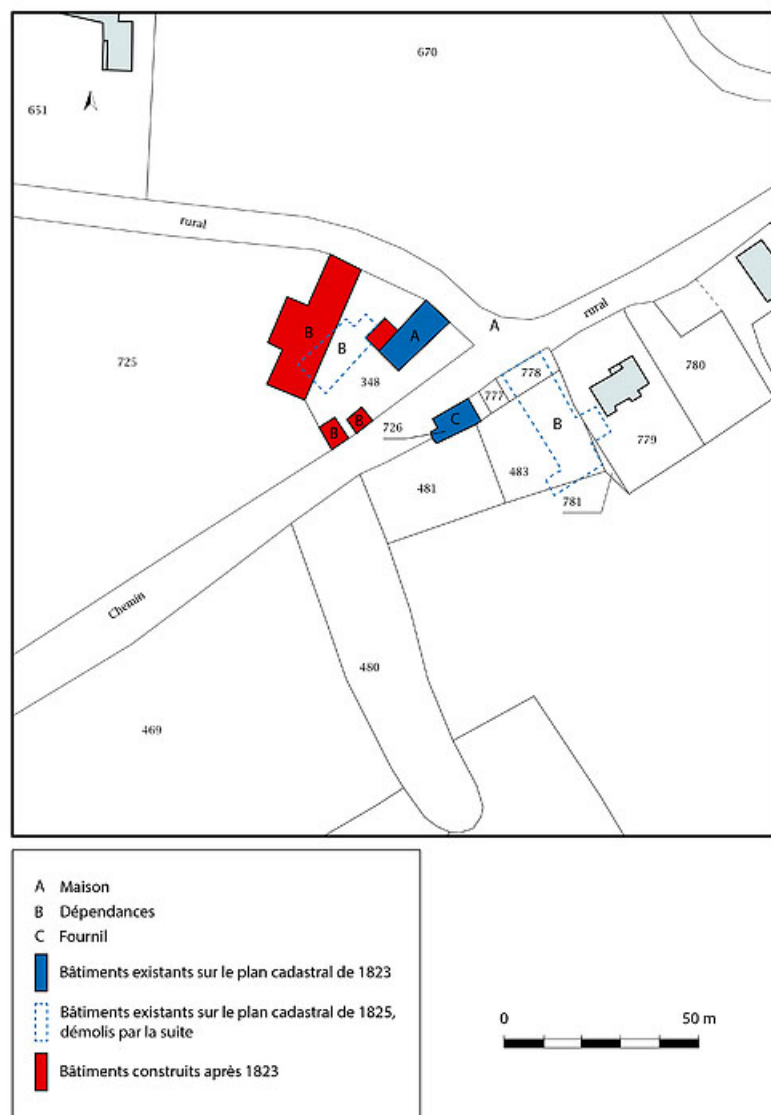 670
651
rural
rural
A
B
B
A
725
348
778
777
780
B
B
C
726
B
779
483
481
781
Chemin
480
469
A Maison
B Dépendances
C Fournil
Bâtiments existants sur le plan cadastral de 1823
Bâtiments existants sur le plan cadastral de 1825,
démolis par la suite
Bâtiments construits après 1823
0 50 m